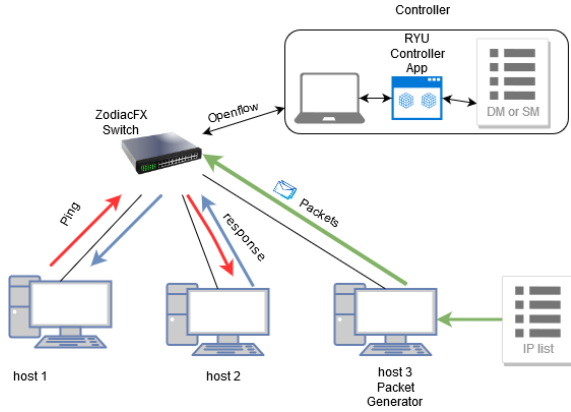 Controller
RYU
Controller
App
DM or SM
Openflow
ZodiacFX
Switch
Ping
response
Packets
IP list
host 1
host 2
host 3
Packet
Generator